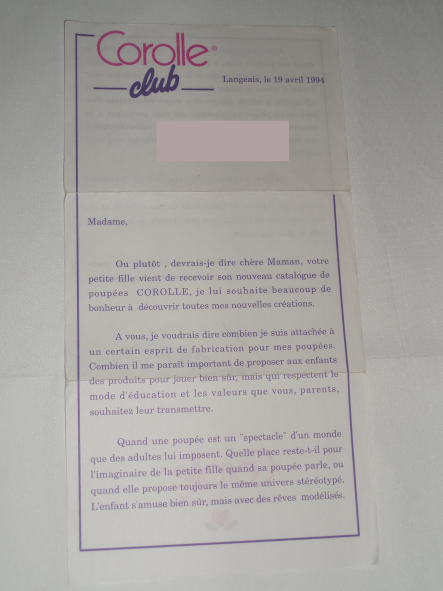 Corolle®
club
Langeais, le 19 avril 1994
Madame,
Ou plutôt , devrais-je dire chère Maman, votre
petite fille vient de recevoir son nouveau catalogue de
poupées COROLLE, je lui souhaite beaucoup de
bonheur à découvrir toutes mes nouvelles créations.
A vous, je voudrais dire combien je suis attachée à
un certain esprit de fabrication pour mes poupées.
Combien il me paraît important de proposer aux enfants
des produits pour jouer bien sûr, mais qui respectent le
mode d'éducation et les valeurs que vous, parents,
souhaitez leur transmettre.
Quand une poupée est un "spectacle" d'un monde
que des adultes lui imposent. Quelle place reste-t-il pour
l'imaginaire de la petite fille quand sa poupée parle, ou
quand elle propose toujours le même univers stéréotypé.
L'enfant s'amuse bien sûr, mais avec des rêves modélisés.